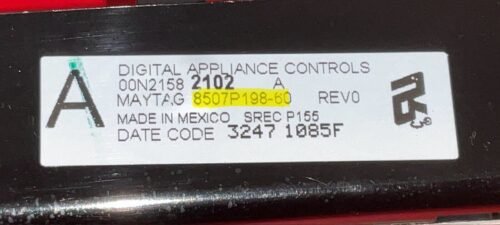 A
DIGITAL APPLIANCE CONTROLS
00N2158 2102 A
MAYTAG 8507P198-60 REV0
MADE IN MEXICO SREC P155
DATE CODE 3247 1085F